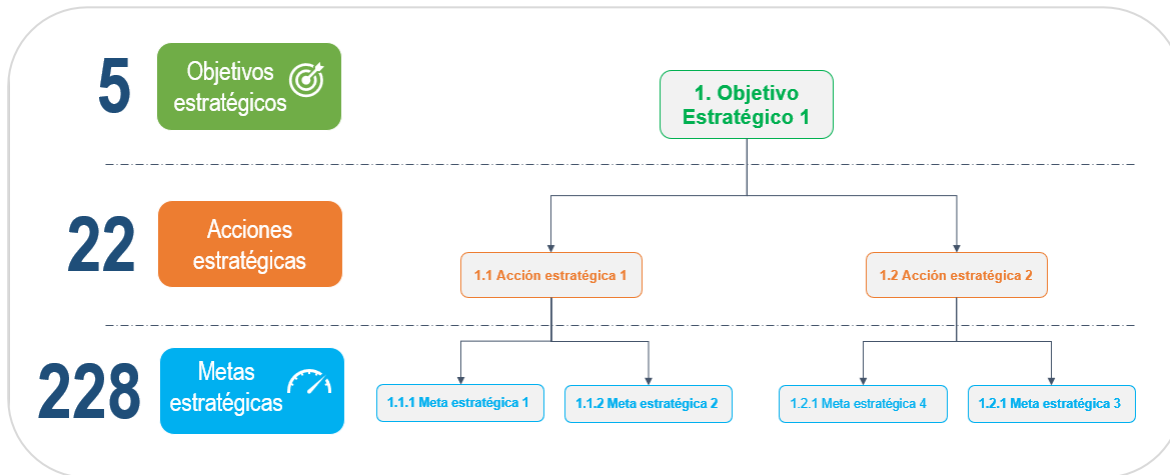 5
Objetivos
estratégicos
1. Objetivo
Estratégico 1
22
Acciones
estratégicas
1.1 Acción estratégica 1
1.2 Acción estratégica 2
228
Metas
estratégicas
1.1.1 Meta estratégica 1
1.1.2 Meta estratégica 2
1.2.1 Meta estratégica 4
1.2.1 Meta estratégica 3